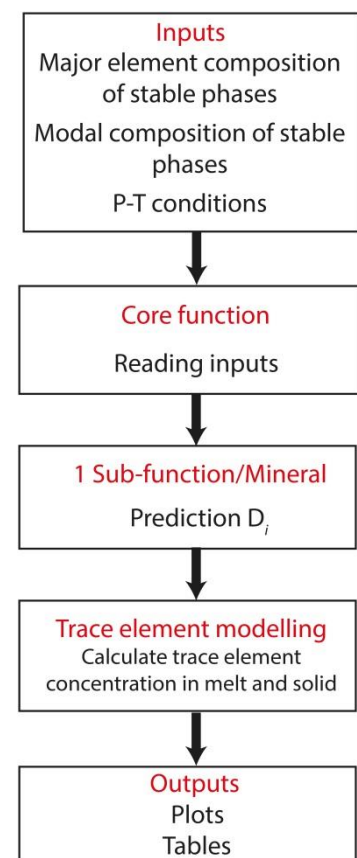 Inputs
Major element composition
of stable phases
Modal composition of stable
phases
P-T conditions
Core function
Reading inputs
1 Sub-function/Mineral
Prediction Di
Trace element modelling
Calculate trace element
concentration in melt and solid
Outputs
Plots
Tables